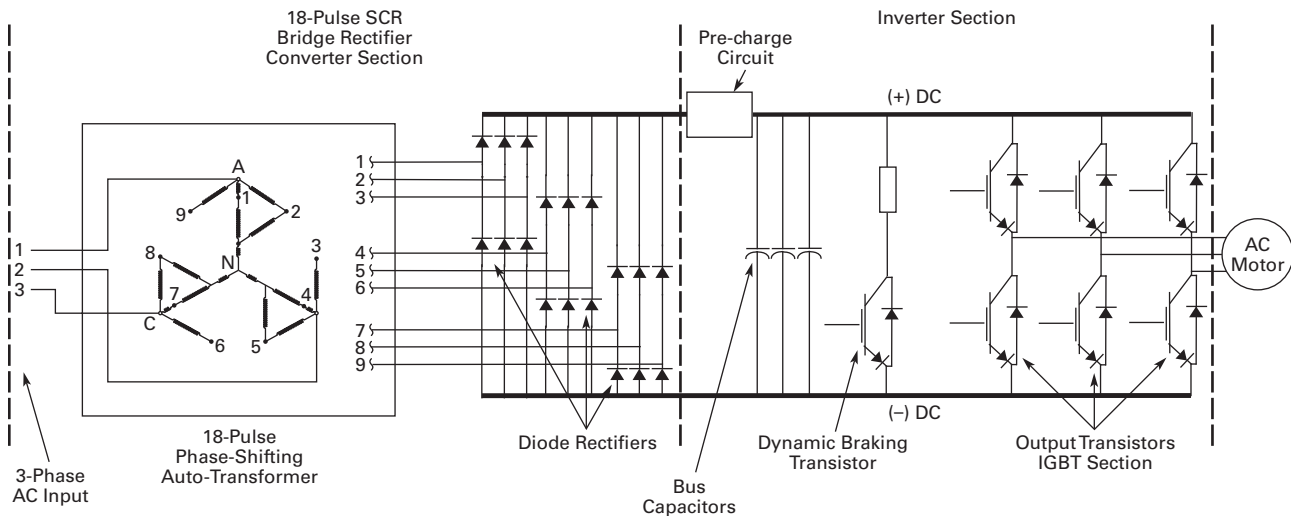 18-Pulse SCR
Bridge Rectifier
Converter Section
Inverter Section
Pre-charge
Circuit
(+) DC
A
1
9
2
N
8
3
7
4
C
6
5
1
2
3
1
2
3
4
5
6
7
8
9
AC
Motor
(–) DC
3-Phase
AC Input
18-Pulse
Phase-Shifting
Auto-Transformer
Diode Rectifiers
Bus
Capacitors
Dynamic Braking
Transistor
Output Transistors
IGBT Section